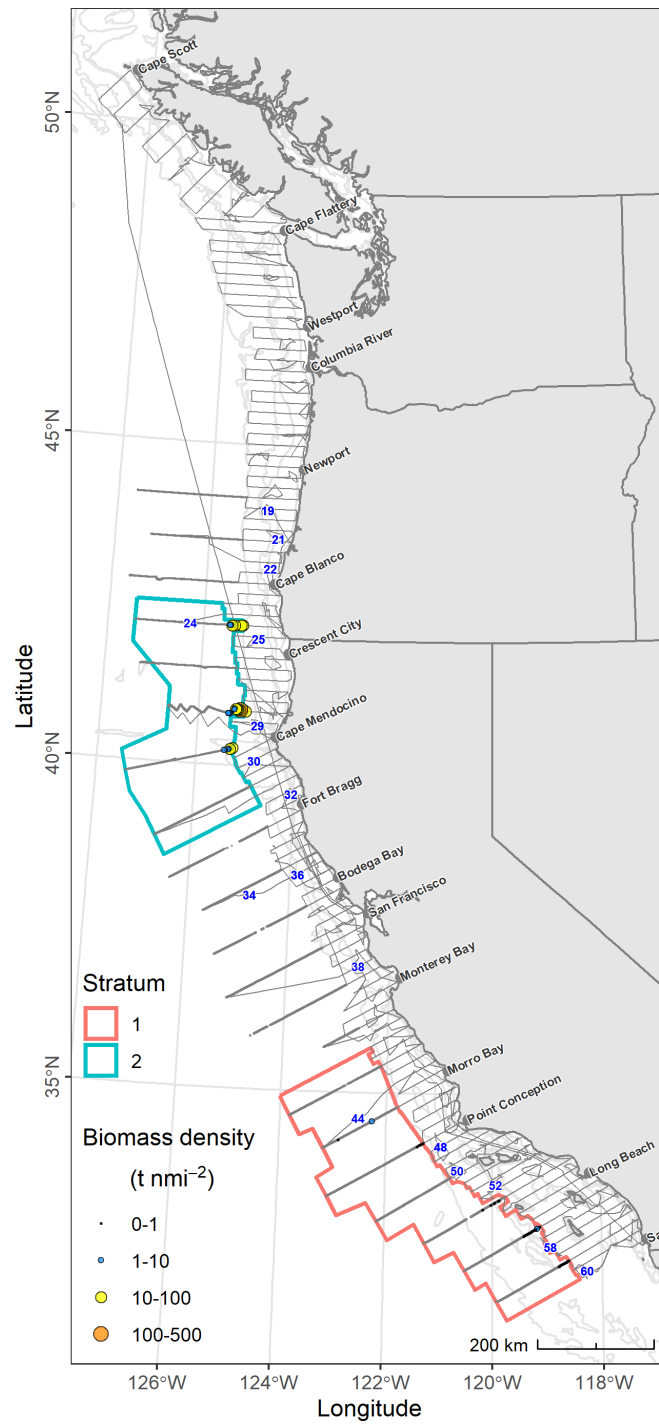 Cape Scott
50°N
Cape Flattery
Westport
Columbia River
45°N
Newport
19
21
22
Cape Blanco
24
25
Crescent City
Latitude
29
Cape Mendocino
40°N
30
32
Fort Bragg
36
Bodega Bay
34
San Francisco
38
Monterey Bay
Stratum
1
2
35°N
Morro Bay
44
Point Conception
Biomass density
(t nmi⁻²)
48
50
Long Beach
52
0-1
58
Sa
1-10
60
10-100
100-500
200 km
126°W
124°W
122°W
120°W
118°W
Longitude